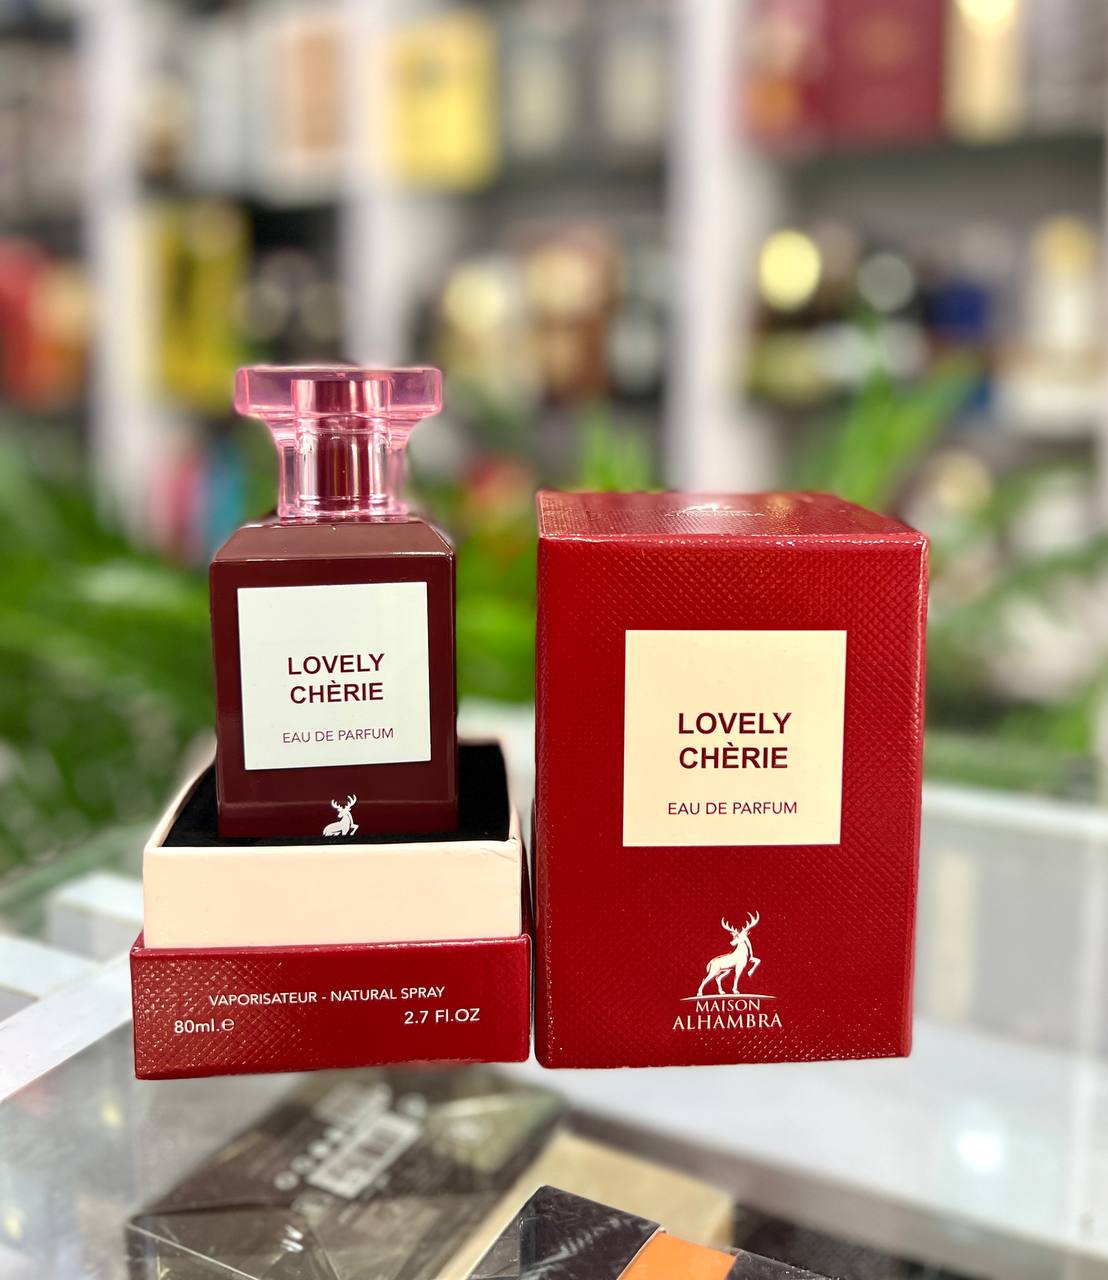 LOVELY
CHÈRIE
EAU DE PARFUM
VAPORISATEUR - NATURAL SPRAY
80ml.e
2.7 Fl.OZ
ALHAMBRA
LOVELY
CHÈRIE
EAU DE PARFUM
MAISON
ALHAMBRA